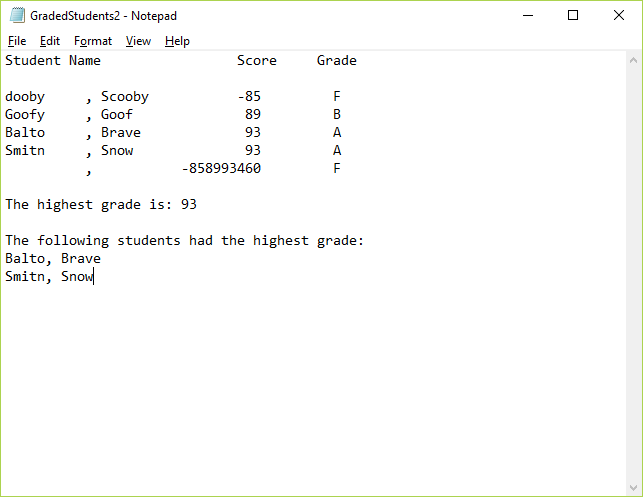 GradedStudents2 - Notepad
File Edit Format View Help
Student Name Score Grade
dooby , Scooby -85 F
Goofy , Goof 89 B
Balto , Brave 93 A
Smitn , Snow 93 A
, -858993460 F
The highest grade is: 93
The following students had the highest grade:
Balto, Brave
Smitn, Snow